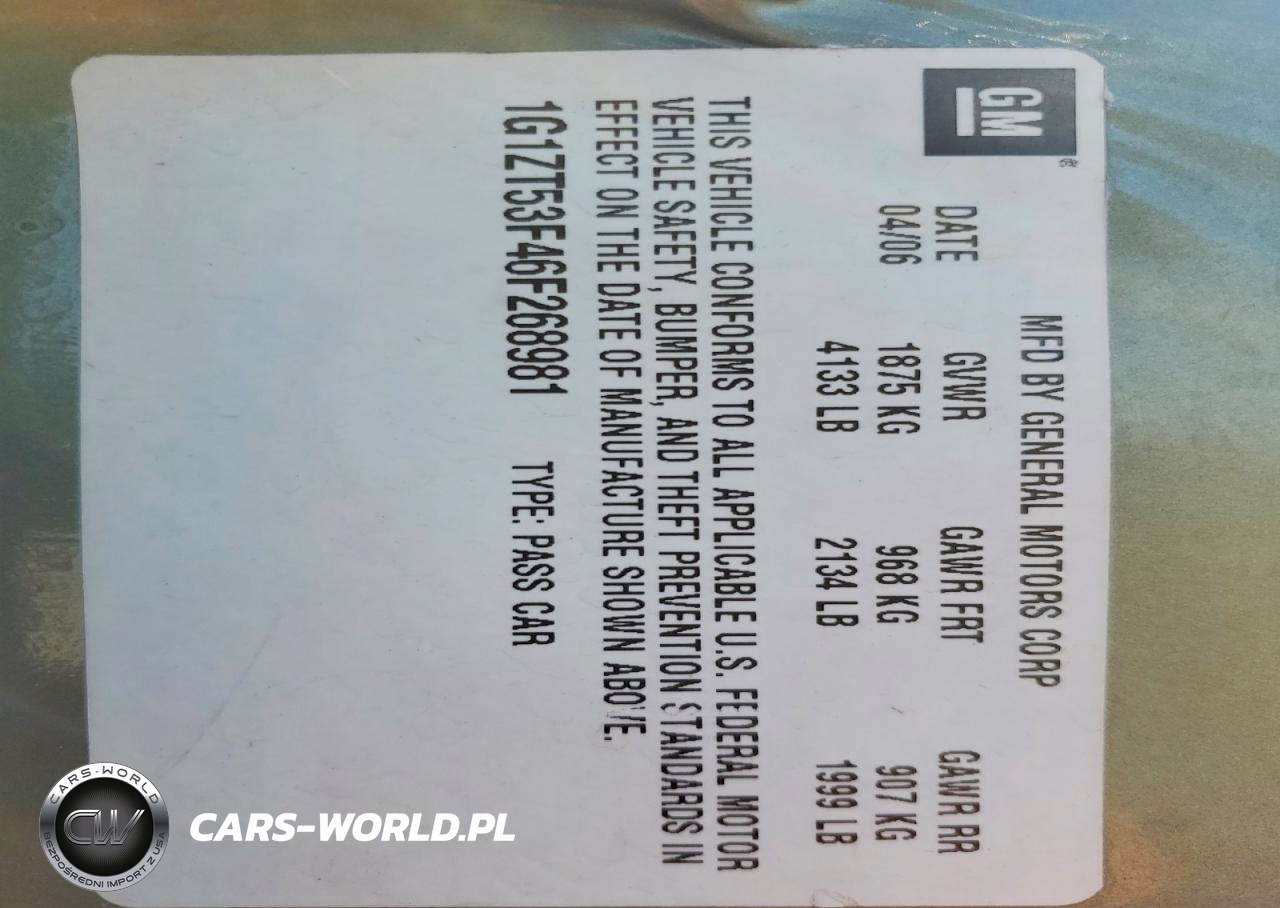 GM
MFD BY GENERAL MOTORS CORP
DATE GVWR GAWR FRT GAWR RR
04/06 1875 KG 968 KG 907 KG
4133 LB 2134 LB 1999 LB
THIS VEHICLE CONFORMS TO ALL APPLICABLE U.S. FEDERAL MOTOR
VEHICLE SAFETY, BUMPER, AND THEFT PREVENTION STANDARDS IN
EFFECT ON THE DATE OF MANUFACTURE SHOWN ABOVE.
1G1ZT53F46F268981 TYPE: PASS CAR
CARS-WORLD
CW
BEZPOŚREDNI IMPORT Z USA
CARS-WORLD.PL